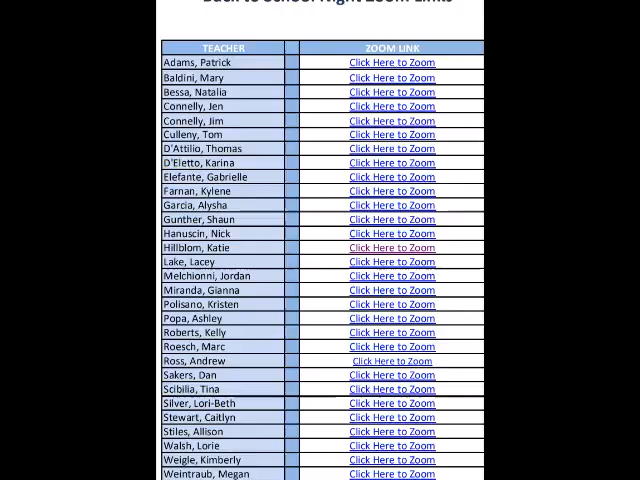 Back to School Night Zoom Links
TEACHER ZOOM LINK
Adams, Patrick Click Here to Zoom
Baldini, Mary Click Here to Zoom
Bessa, Natalia Click Here to Zoom
Connelly, Jen Click Here to Zoom
Connelly, Jim Click Here to Zoom
Culleny, Tom Click Here to Zoom
D'Attilio, Thomas Click Here to Zoom
D'Eletto, Karina Click Here to Zoom
Elefante, Gabrielle Click Here to Zoom
Farnan, Kylene Click Here to Zoom
Garcia, Alysha Click Here to Zoom
Gunther, Shaun Click Here to Zoom
Hanuscin, Nick Click Here to Zoom
Hillblom, Katie Click Here to Zoom
Lake, Lacey Click Here to Zoom
Melchionni, Jordan Click Here to Zoom
Miranda, Gianna Click Here to Zoom
Polisano, Kristen Click Here to Zoom
Popa, Ashley Click Here to Zoom
Roberts, Kelly Click Here to Zoom
Roesch, Marc Click Here to Zoom
Ross, Andrew Click Here to Zoom
Sakers, Dan Click Here to Zoom
Scibilia, Tina Click Here to Zoom
Silver, Lori-Beth Click Here to Zoom
Stewart, Caitlyn Click Here to Zoom
Stiles, Allison Click Here to Zoom
Walsh, Lorie Click Here to Zoom
Weigle, Kimberly Click Here to Zoom
Weintraub, Megan Click Here to Zoom